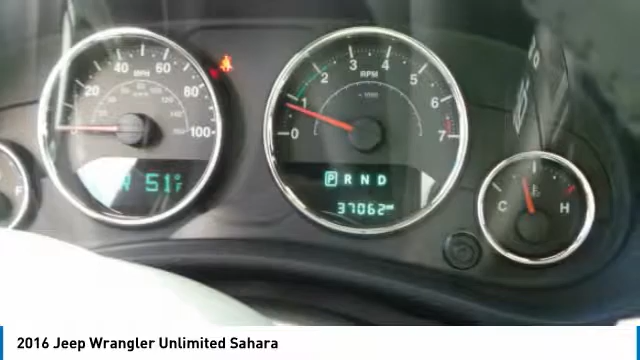 20 40 60 80 100
MPH
0 1 2 3 4 5 6 7
RPM
51°F
P R N D
37062
F
C H
2016 Jeep Wrangler Unlimited Sahara